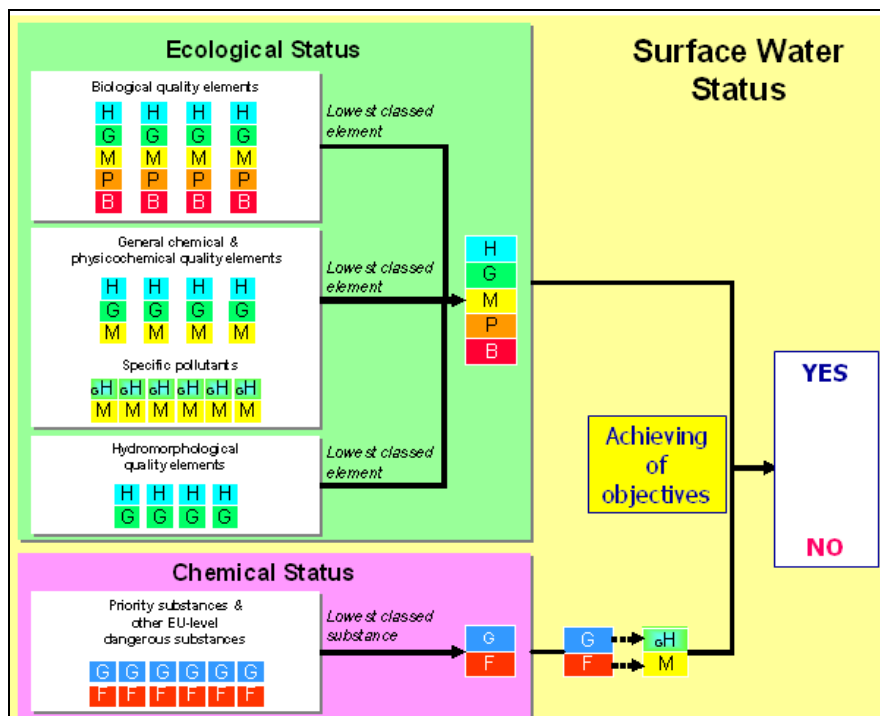 Ecological Status
Surface Water
Status
Biological quality elements
H H H H
G G G G
M M M M
P P P P
B B B B
Lowest classed
element
General chemical &
physicochemical quality elements
H H H H
G G G G
M M M M
Lowest classed
element
Specific pollutants
GH GH GH GH GH GH
M M M M M M
Hydromorphological
quality elements
H H H H
G G G G
Lowest classed
element
H
G
M
P
B
Achieving
of
objectives
YES
NO
Chemical Status
Priority substances &
other EU-level
dangerous substances
G G G G G G
F F F F F F
Lowest classed
substance
G
F
G
F
GH
M